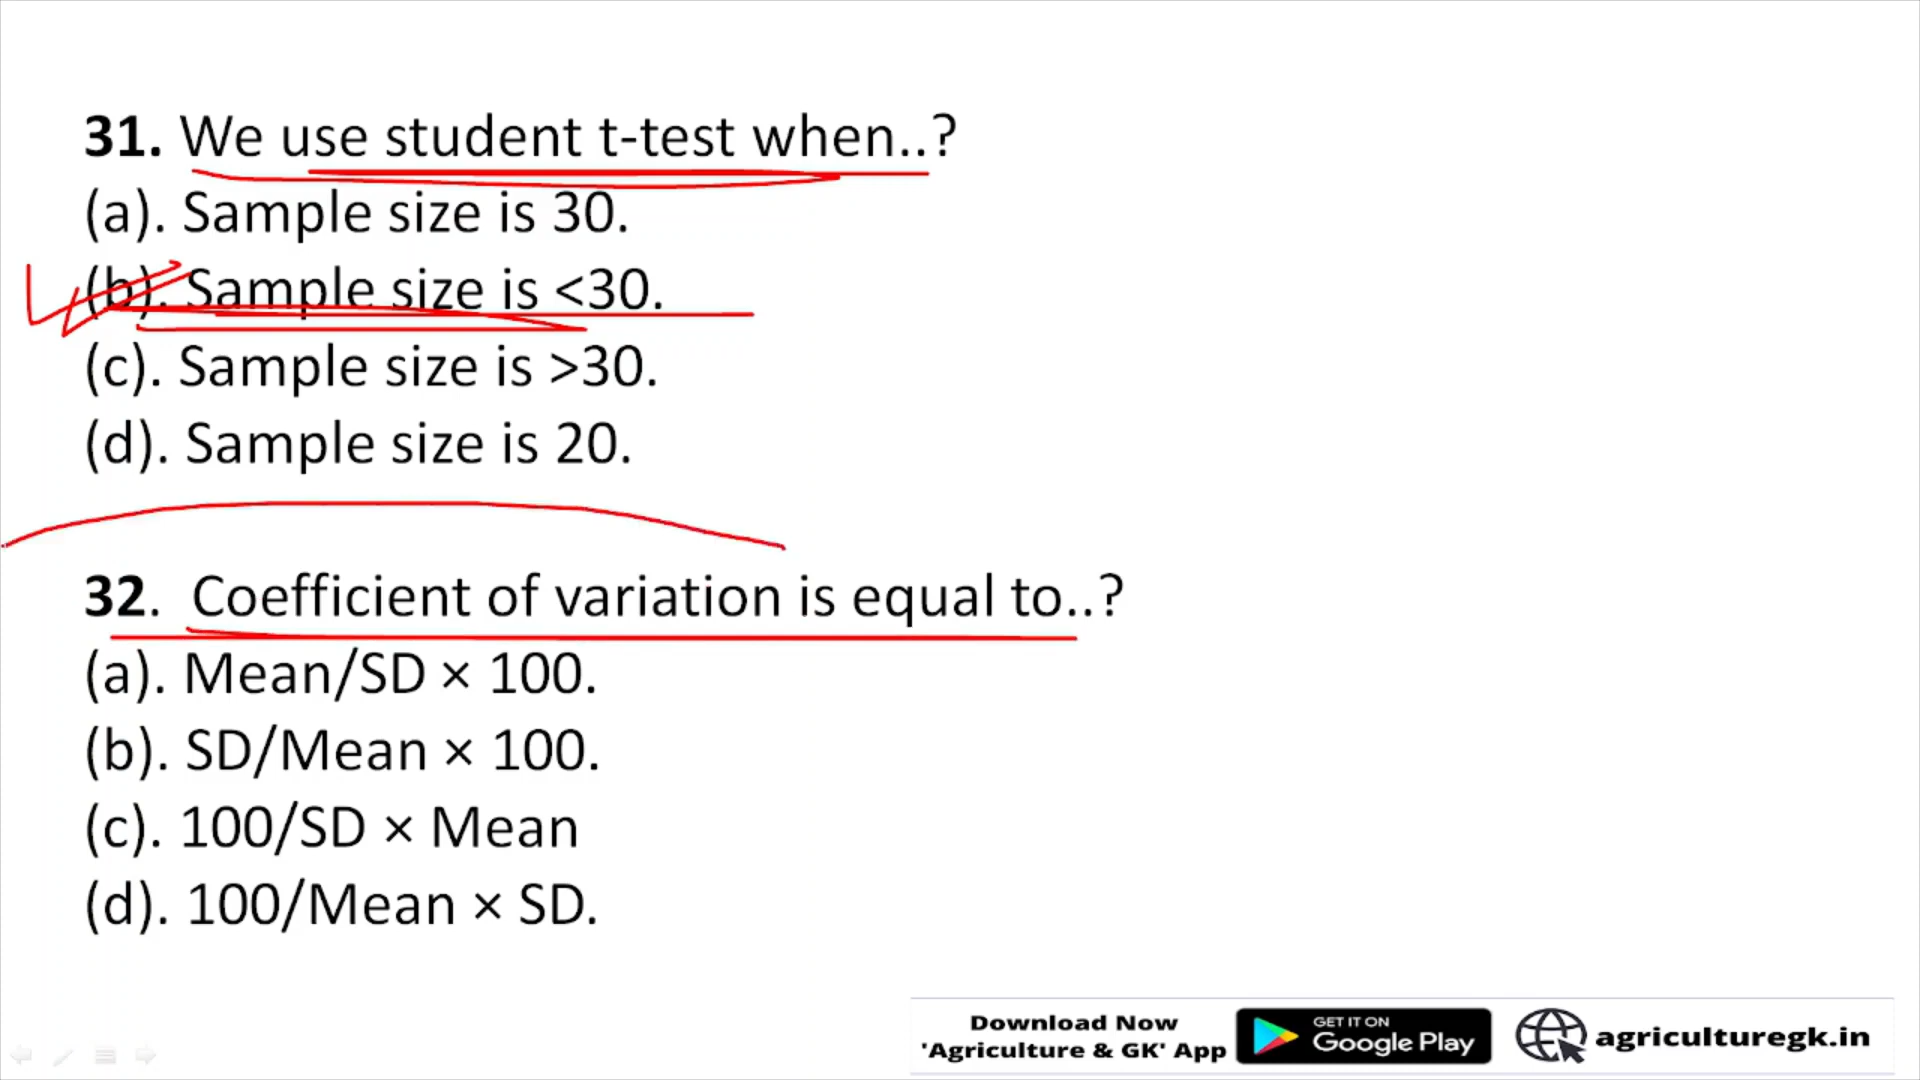 31. We use student t-test when..?
(a). Sample size is 30.
(b). Sample size is <30.
(c). Sample size is >30.
(d). Sample size is 20.
32.  Coefficient of variation is equal to..?
(a). Mean/SD × 100.
(b). SD/Mean × 100.
(c). 100/SD × Mean
(d). 100/Mean × SD.
Download Now
'Agriculture & GK' App
GET IT ON
Google Play
agriculturegk.in